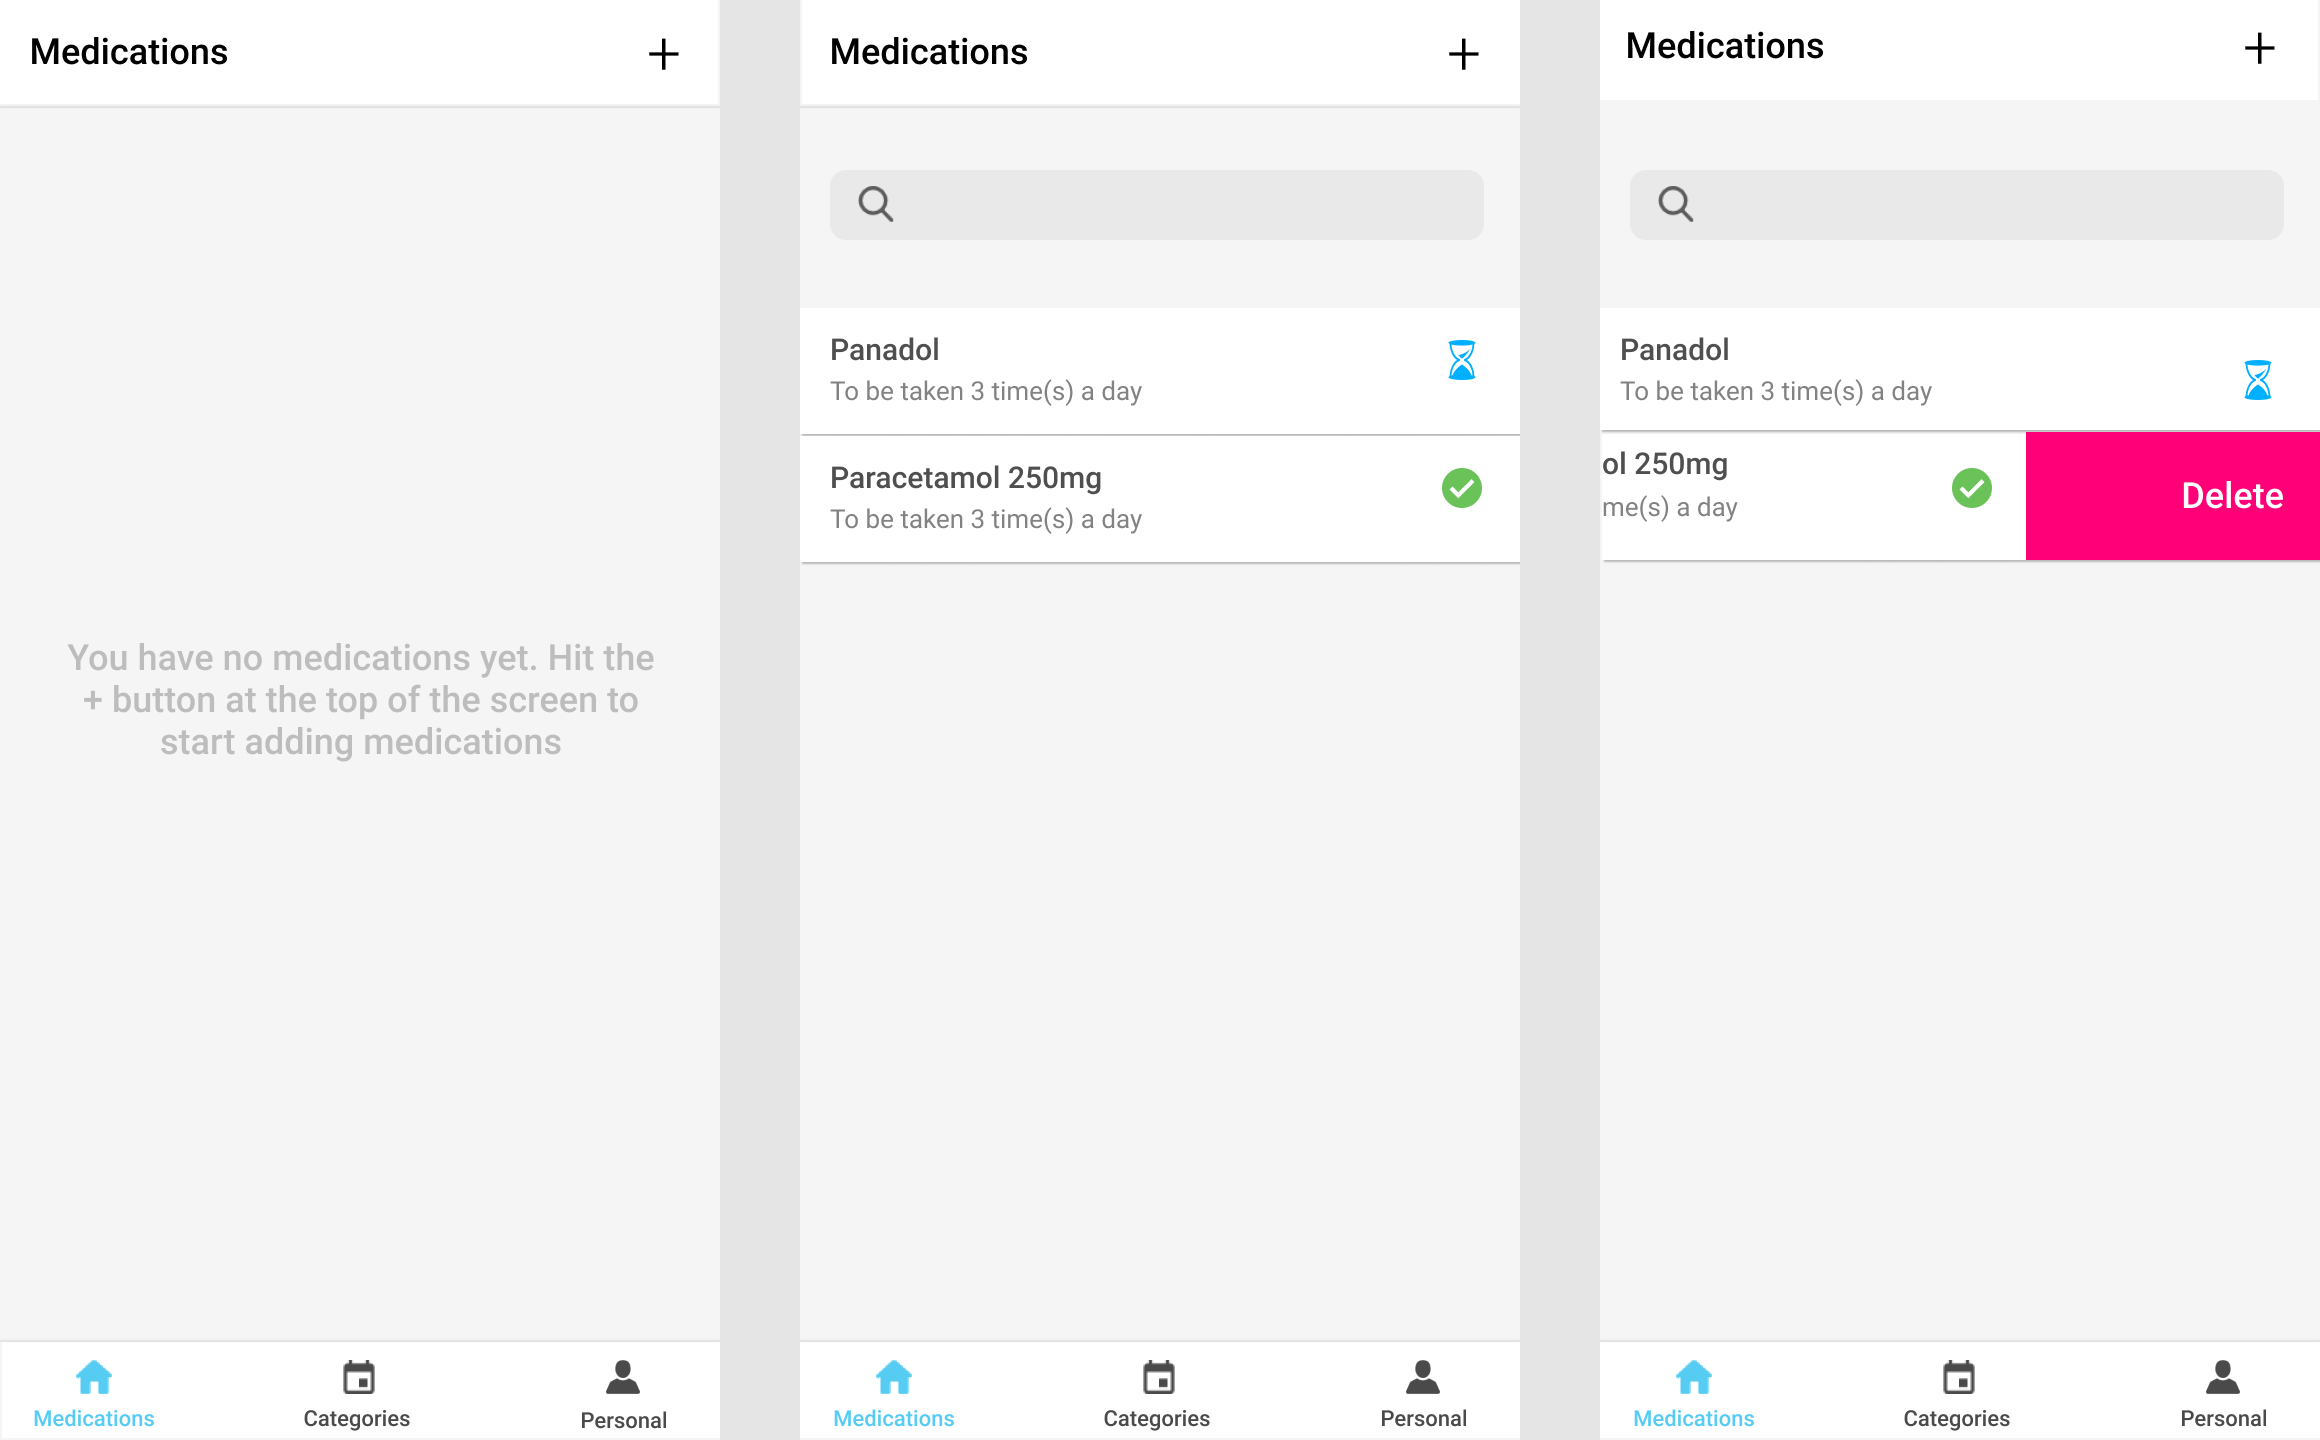 Medications
You have no medications yet. Hit the
+ button at the top of the screen to
start adding medications
Medications
Categories
Personal
Medications
Panadol
To be taken 3 time(s) a day
Paracetamol 250mg
To be taken 3 time(s) a day
Medications
Categories
Personal
Medications
Panadol
To be taken 3 time(s) a day
ol 250mg
me(s) a day
Delete
Medications
Categories
Personal